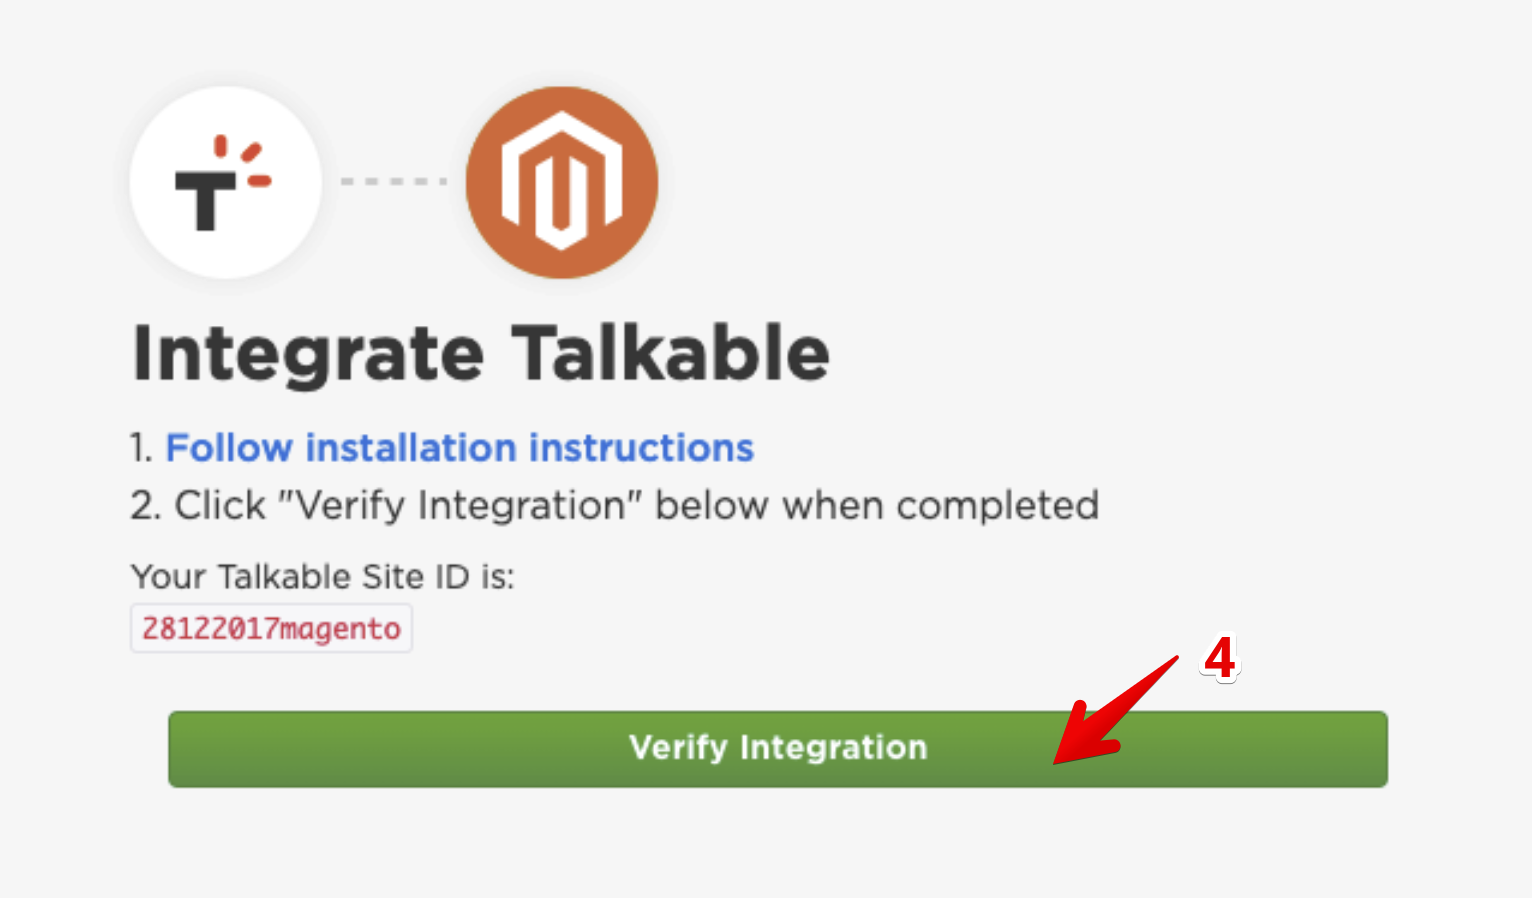 Integrate Talkable
1. Follow installation instructions
2. Click "Verify Integration" below when completed
Your Talkable Site ID is:
28122017magento
4
Verify Integration